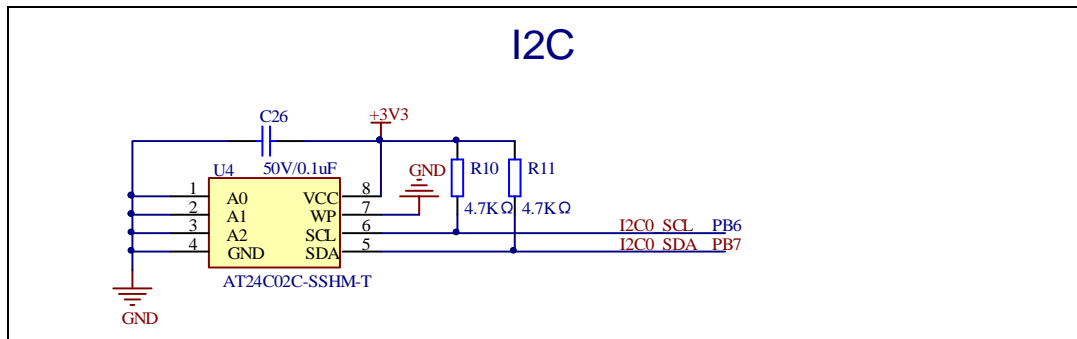 I2C
+3V3
C26
U4
50V/0.1uF
GND
R10
R11
1
A0
VCC
8
2
A1
WP
7
4.7KΩ
4.7KΩ
3
A2
SCL
6
I2C0_SCL
PB6
4
GND
SDA
5
I2C0_SDA
PB7
AT24C02C-SSHM-T
GND